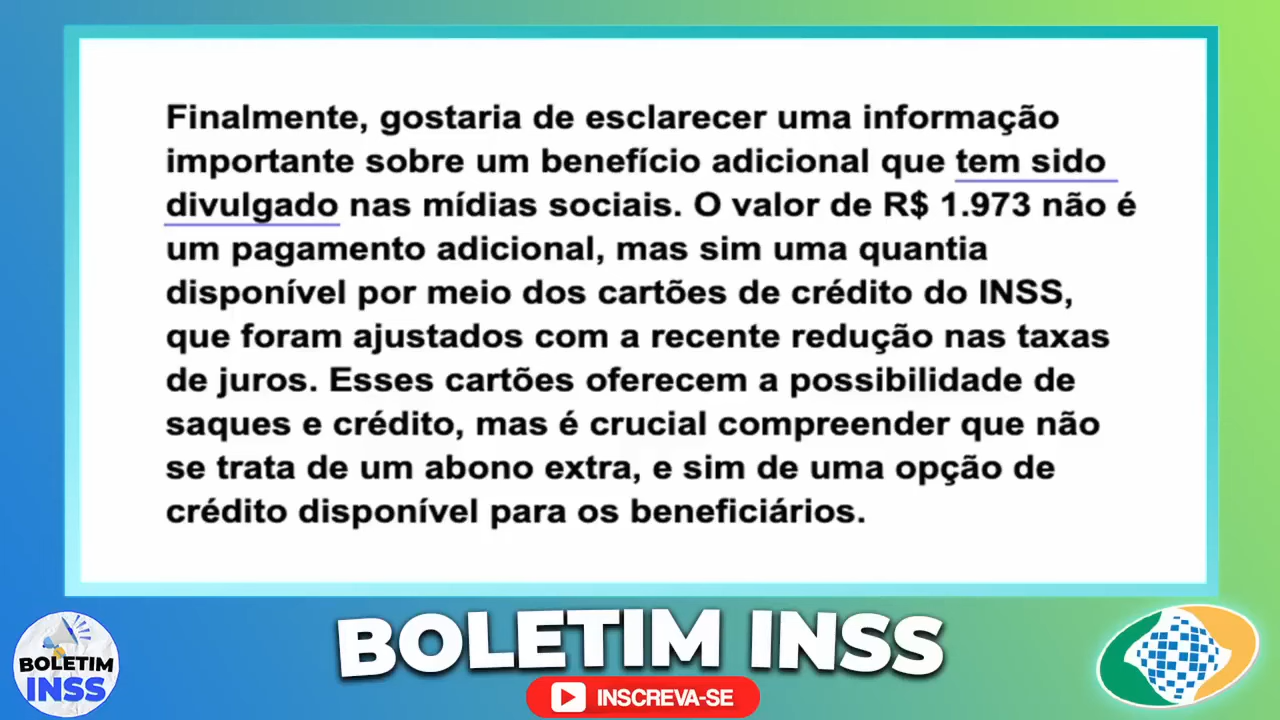 Finalmente, gostaria de esclarecer uma informação
importante sobre um benefício adicional que tem sido
divulgado nas mídias sociais. O valor de R$ 1.973 não é
um pagamento adicional, mas sim uma quantia
disponível por meio dos cartões de crédito do INSS,
que foram ajustados com a recente redução nas taxas
de juros. Esses cartões oferecem a possibilidade de
saques e crédito, mas é crucial compreender que não
se trata de um abono extra, e sim de uma opção de
crédito disponível para os beneficiários.
BOLETIM
INSS
BOLETIM INSS
INSCREVA-SE